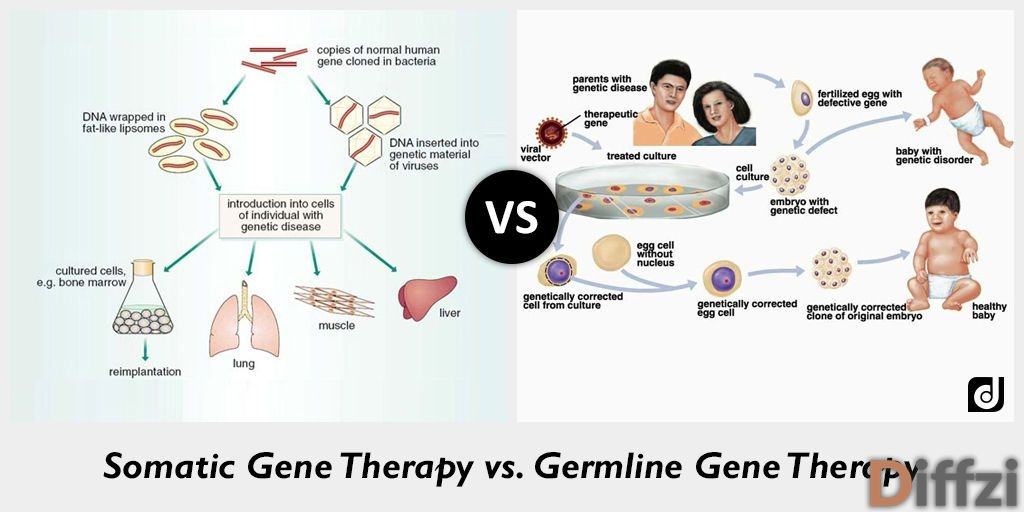 copies of normal human
gene cloned in bacteria
DNA wrapped in
fat-like lipsomes
DNA inserted into
genetic material
of viruses
introduction into cells
of individual with
genetic disease
cultured cells,
e.g. bone marrow
reimplantation
lung
muscle
liver
VS
parents with
genetic disease
therapeutic
gene
viral
vector
treated culture
fertilized egg with
defective gene
baby with
genetic disorder
cell
culture
embryo with
genetic defect
egg cell
without
nucleus
genetically corrected
cell from culture
genetically corrected
egg cell
genetically corrected
clone of original embryo
healthy
baby
d
Somatic Gene Therapy vs. Germline Gene Therapy
Diffzi